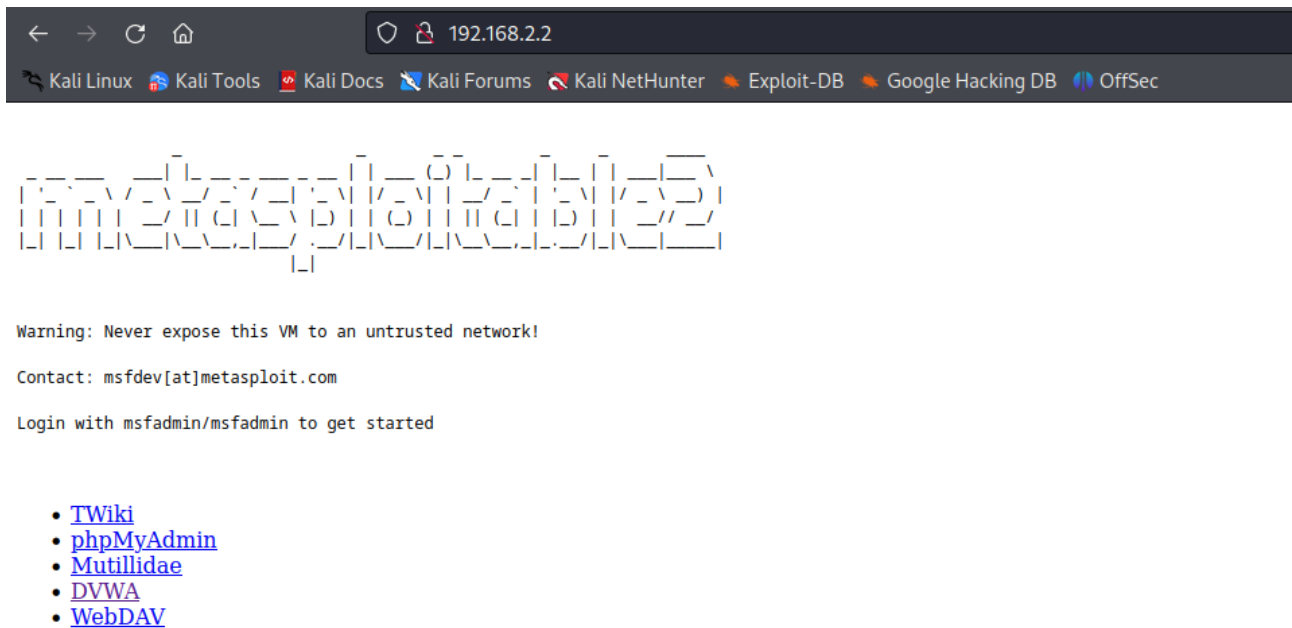 192.168.2.2
Kali Linux Kali Tools Kali Docs Kali Forums Kali NetHunter Exploit-DB Google Hacking DB OffSec
metasploitable2
Warning: Never expose this VM to an untrusted network!
Contact: msfdev[at]metasploit.com
Login with msfadmin/msfadmin to get started
TWiki
phpMyAdmin
Mutillidae
DVWA
WebDAV